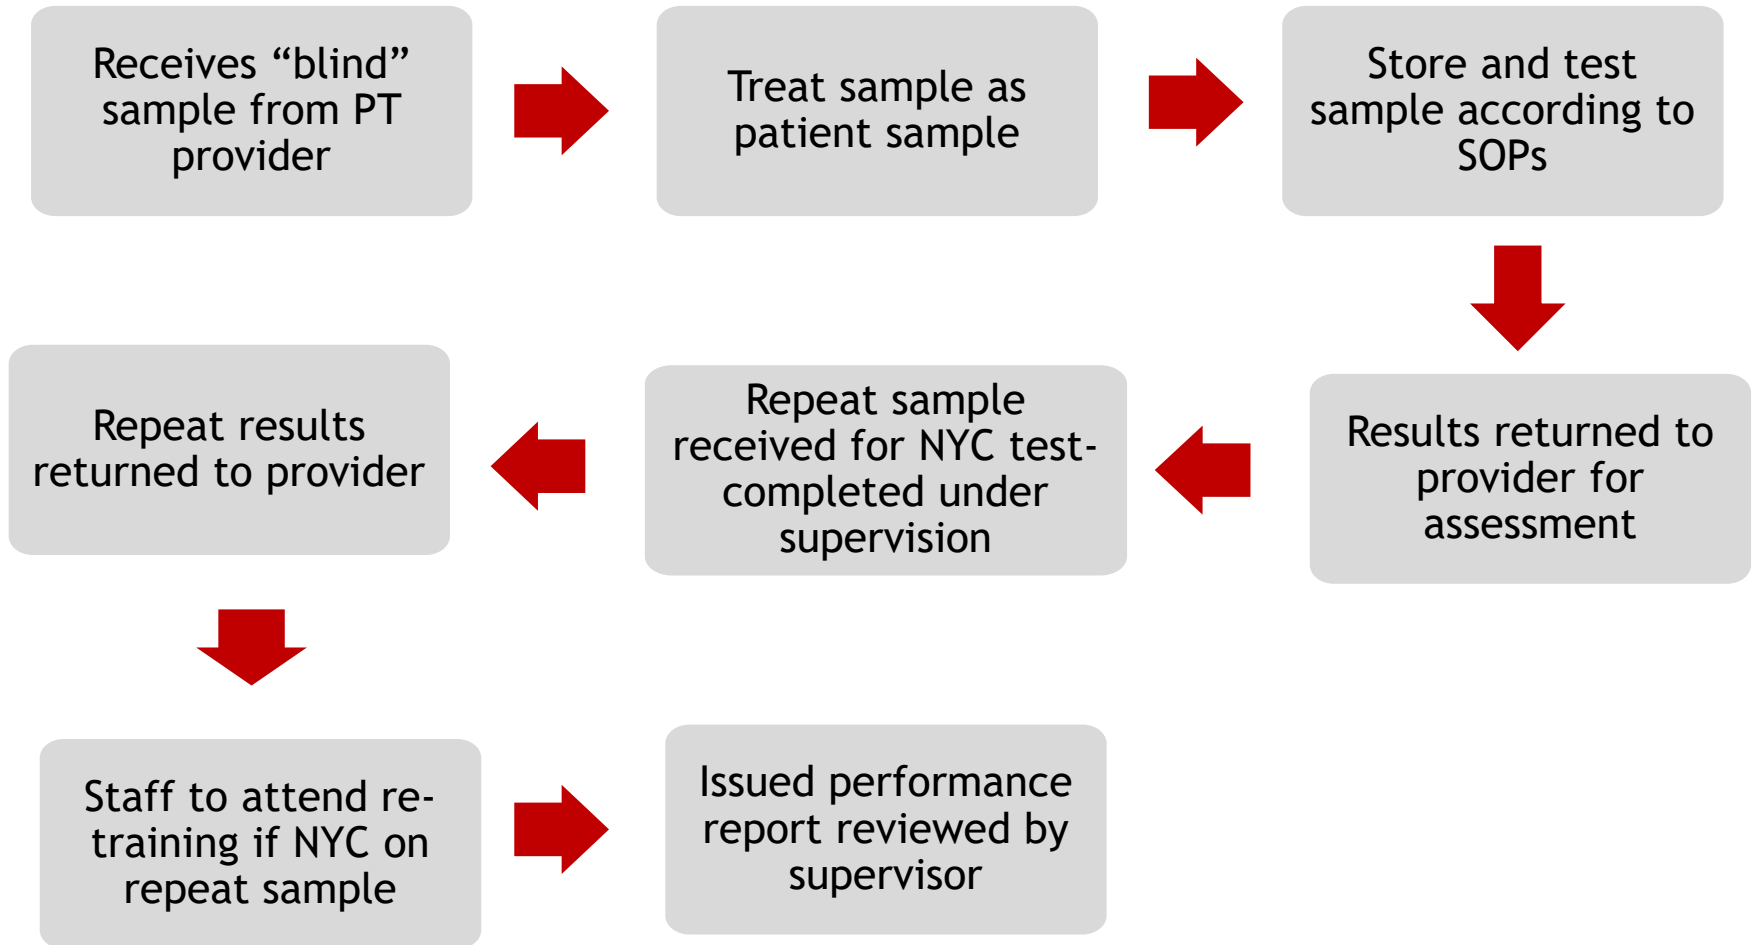 Receives “blind”
sample from PT
provider
Treat sample as
patient sample
Store and test
sample according to
SOPs
Results returned to
provider for
assessment
Repeat sample
received for NYC test-
completed under
supervision
Repeat results
returned to provider
Staff to attend re-
training if NYC on
repeat sample
Issued performance
report reviewed by
supervisor